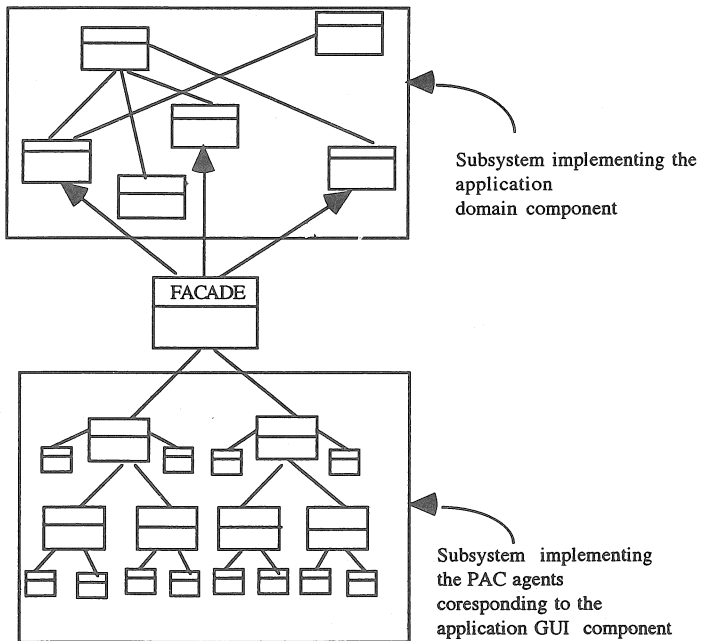 Subsystem implementing the
application
domain component
FACADE
Subsystem implementing
the PAC agents
coresponding to the
application GUI component